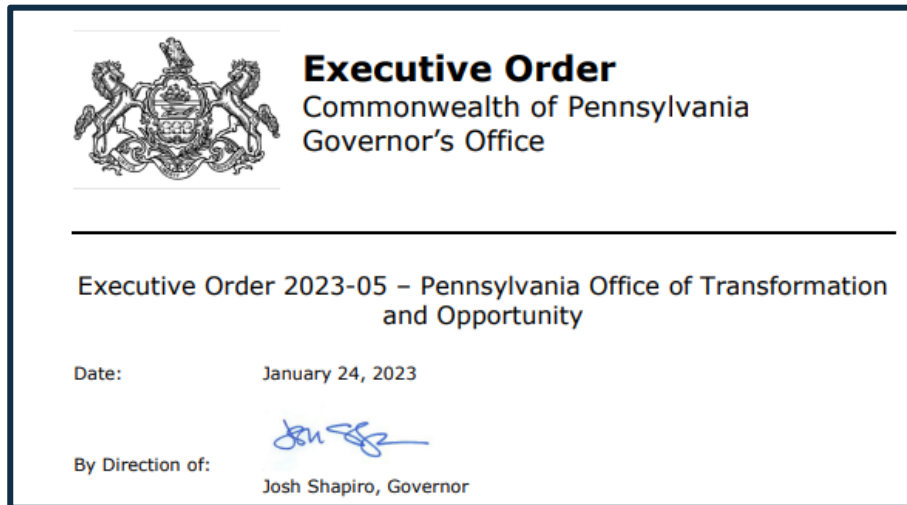 Executive Order
Commonwealth of Pennsylvania
Governor's Office
Executive Order 2023-05 – Pennsylvania Office of Transformation
and Opportunity
Date: January 24, 2023
By Direction of:
Josh Shapiro, Governor